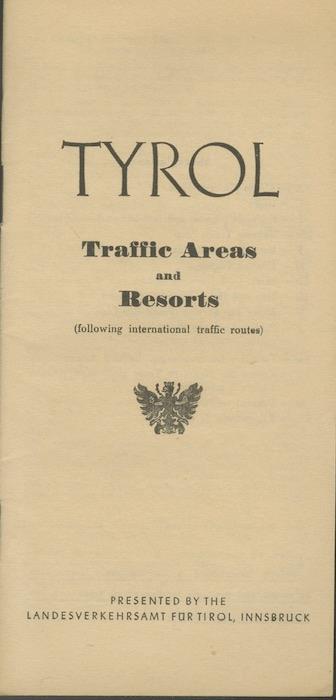 TYROL
Traffic Areas
and
Resorts
(following international traffic routes)
PRESENTED BY THE
LANDESVERKEHRSAMT FÜR TIROL, INNSBRUCK